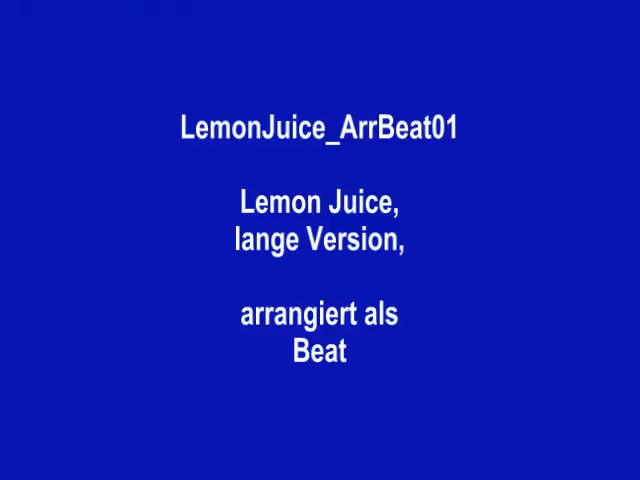 LemonJuice_ArrBeat01
Lemon Juice,
lange Version,
arrangiert als
Beat